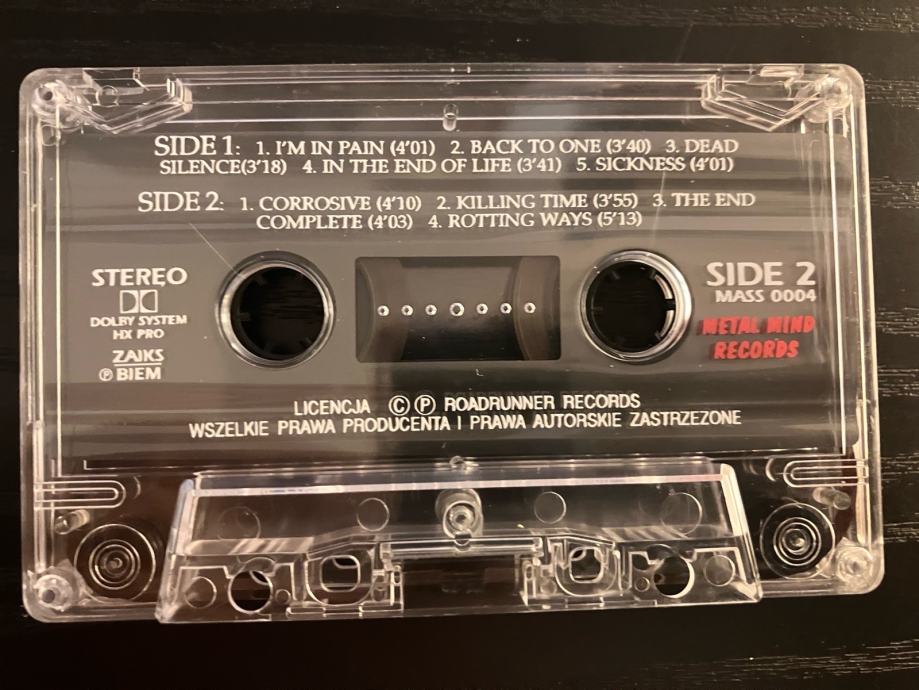 SIDE 1: 1. I'M IN PAIN (4'01) 2. BACK TO ONE (3'40) 3. DEAD
SILENCE(3'18) 4. IN THE END OF LIFE (3'41) 5. SICKNESS (4'01)
SIDE 2: 1. CORROSIVE (4'10) 2. KILLING TIME (3'55) 3. THE END
COMPLETE (4'03) 4. ROTTING WAYS (5'13)
STEREO
DOLBY SYSTEM
HX PRO
ZAIKS
Ⓟ BIEM
SIDE 2
MASS 0004
METAL MIND
RECORDS
LICENCJA Ⓒ Ⓟ ROADRUNNER RECORDS
WSZELKIE PRAWA PRODUCENTA I PRAWA AUTORSKIE ZASTRZEZONE